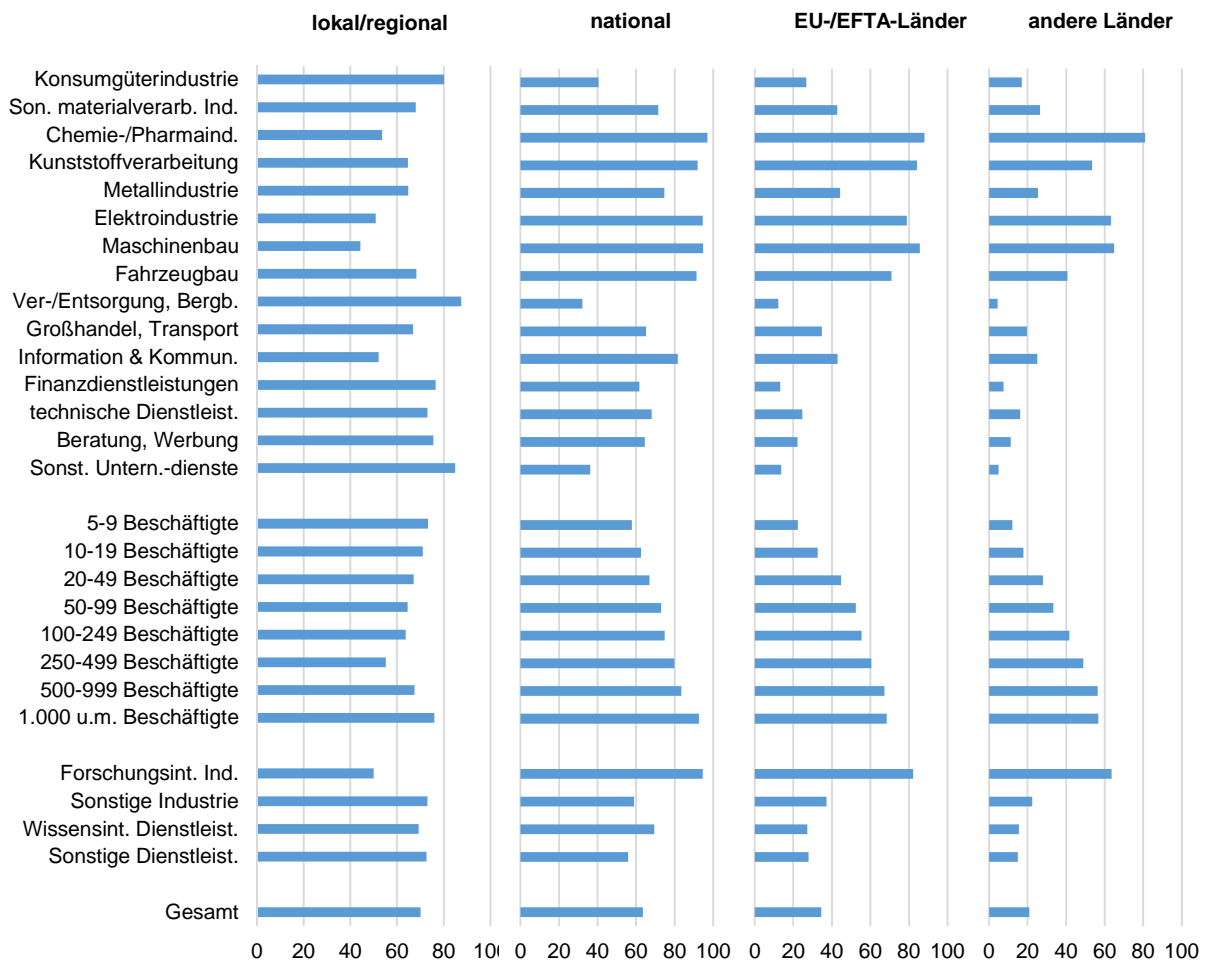 lokal/regional national EU-/EFTA-Länder andere Länder
Konsumgüterindustrie
Son. materialverarb. Ind.
Chemie-/Pharmaind.
Kunststoffverarbeitung
Metallindustrie
Elektroindustrie
Maschinenbau
Fahrzeugbau
Ver-/Entsorgung, Bergb.
Großhandel, Transport
Information & Kommun.
Finanzdienstleistungen
technische Dienstleist.
Beratung, Werbung
Sonst. Untern.-dienste
5-9 Beschäftigte
10-19 Beschäftigte
20-49 Beschäftigte
50-99 Beschäftigte
100-249 Beschäftigte
250-499 Beschäftigte
500-999 Beschäftigte
1.000 u.m. Beschäftigte
Forschungsint. Ind.
Sonstige Industrie
Wissensint. Dienstleist.
Sonstige Dienstleist.
Gesamt
0 20 40 60 80 100 0 20 40 60 80 100 0 20 40 60 80 100 0 20 40 60 80 100